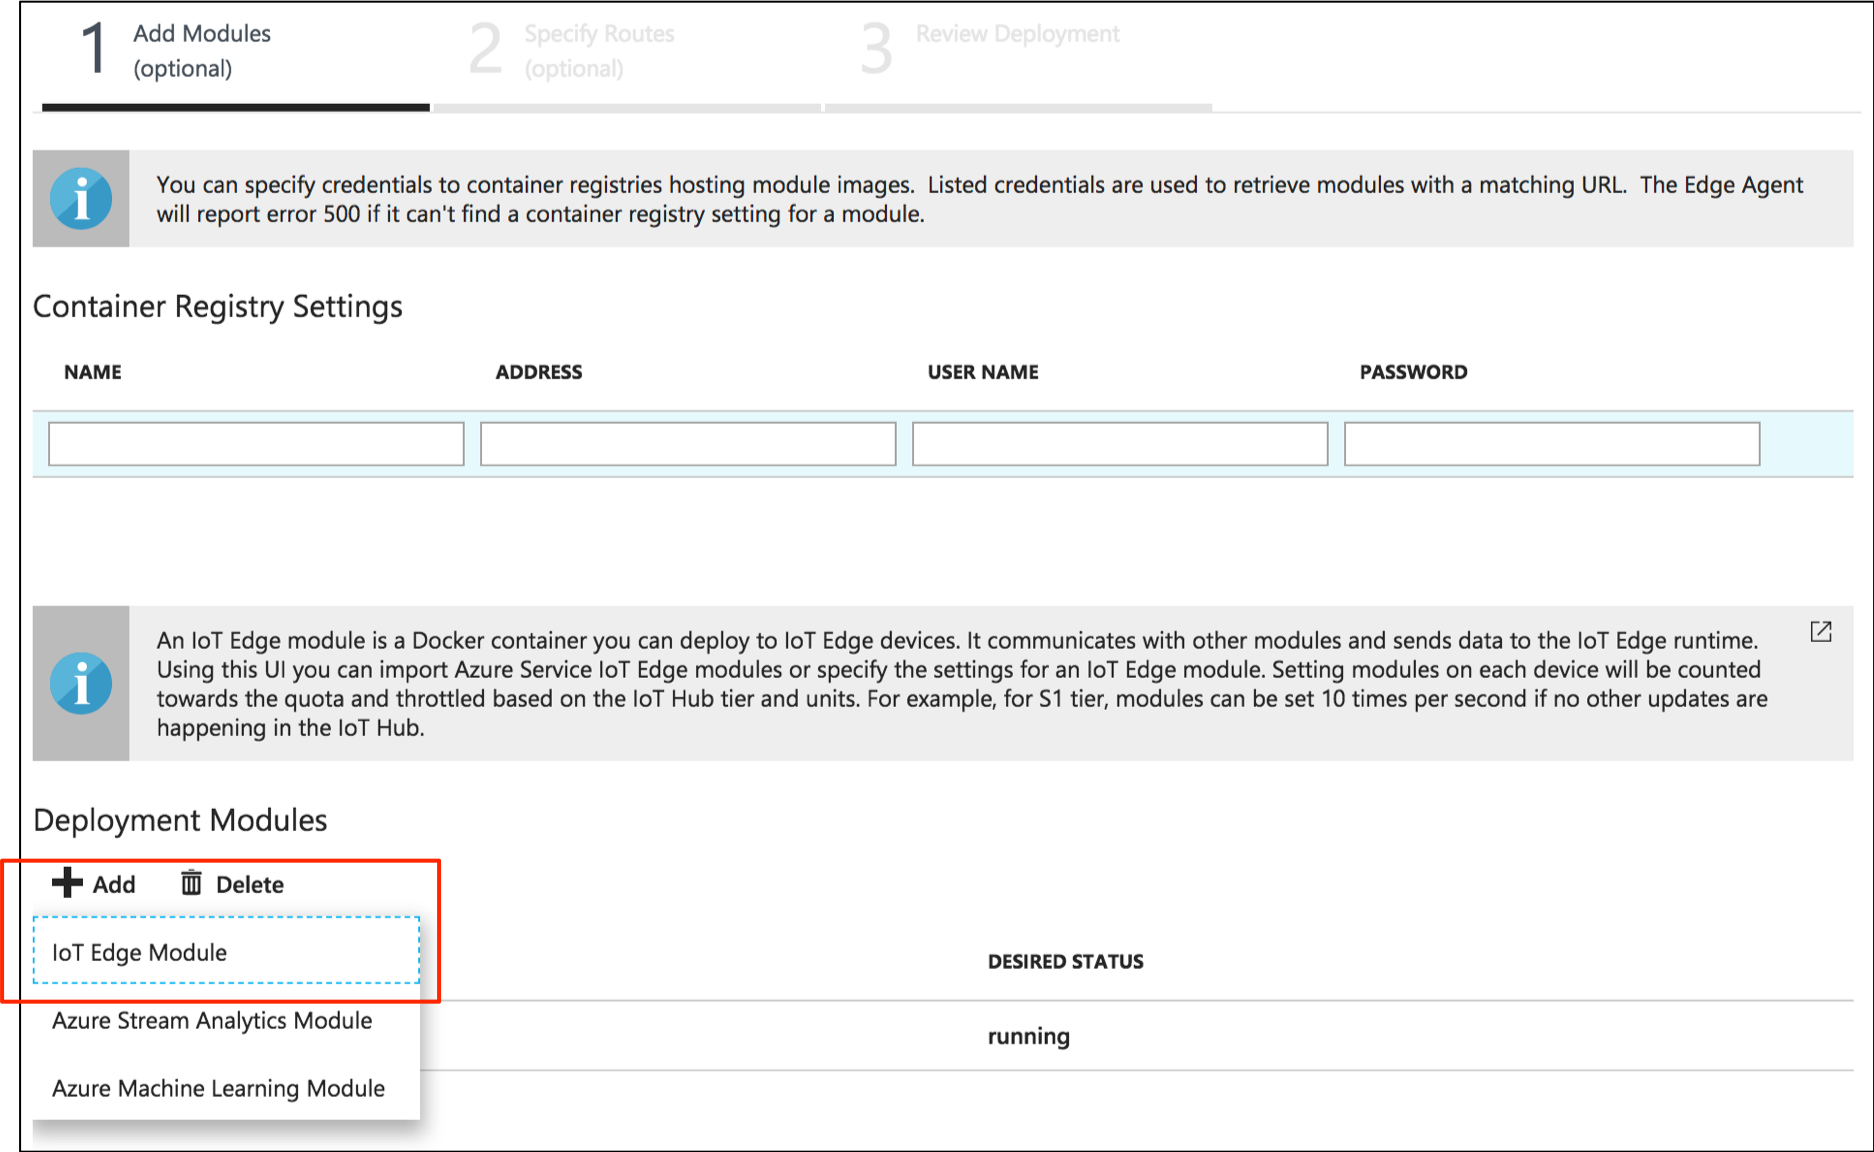 1 Add Modules
(optional)
2 Specify Routes
(optional)
3 Review Deployment
You can specify credentials to container registries hosting module images.  Listed credentials are used to retrieve modules with a matching URL.  The Edge Agent
will report error 500 if it can't find a container registry setting for a module.
Container Registry Settings
NAME ADDRESS USER NAME PASSWORD
An IoT Edge module is a Docker container you can deploy to IoT Edge devices. It communicates with other modules and sends data to the IoT Edge runtime.
Using this UI you can import Azure Service IoT Edge modules or specify the settings for an IoT Edge module. Setting modules on each device will be counted
towards the quota and throttled based on the IoT Hub tier and units. For example, for S1 tier, modules can be set 10 times per second if no other updates are
happening in the IoT Hub.
Deployment Modules
Add Delete
IoT Edge Module
DESIRED STATUS
Azure Stream Analytics Module
running
Azure Machine Learning Module